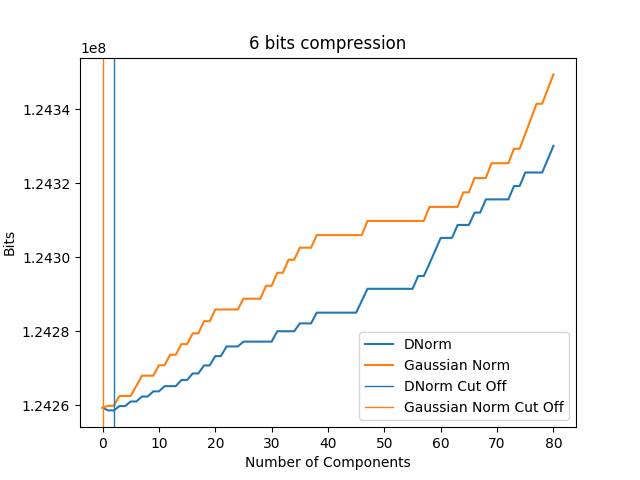 6 bits compression
1e8
1.2434
1.2432
1.2430
1.2428
1.2426
Bits
0 10 20 30 40 50 60 70 80
Number of Components
DNorm
Gaussian Norm
DNorm Cut Off
Gaussian Norm Cut Off